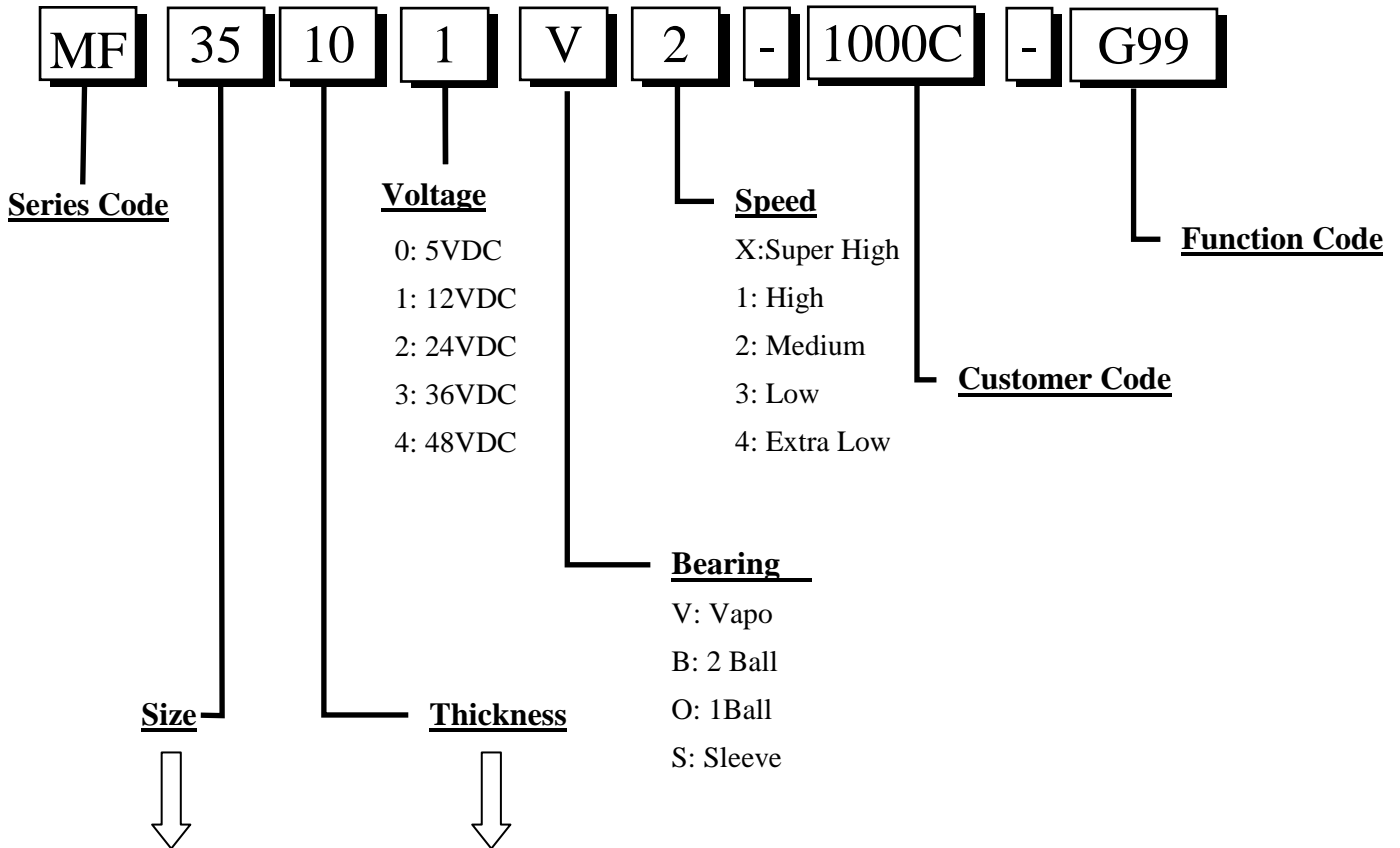 MF 35 10 1 V 2 - 1000C - G99
Series Code
Voltage
0: 5VDC
1: 12VDC
2: 24VDC
3: 36VDC
4: 48VDC
Speed
X:Super High
1: High
2: Medium
3: Low
4: Extra Low
Function Code
Customer Code
Bearing
V: Vapo
B: 2 Ball
O: 1Ball
S: Sleeve
Size
Thickness